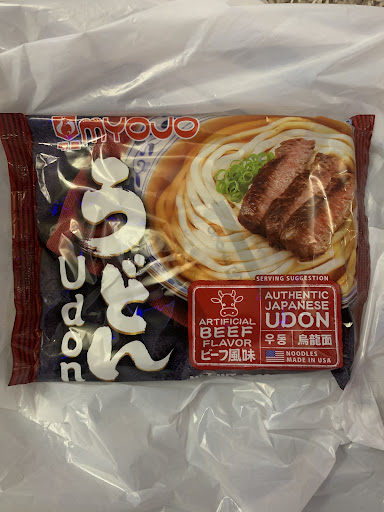 MYOJO
うどん
Udon
SERVING SUGGESTION
ARTIFICIAL
BEEF
FLAVOR
ビーフ風味
AUTHENTIC
JAPANESE
UDON
우동 烏龍面
NOODLES
MADE IN USA